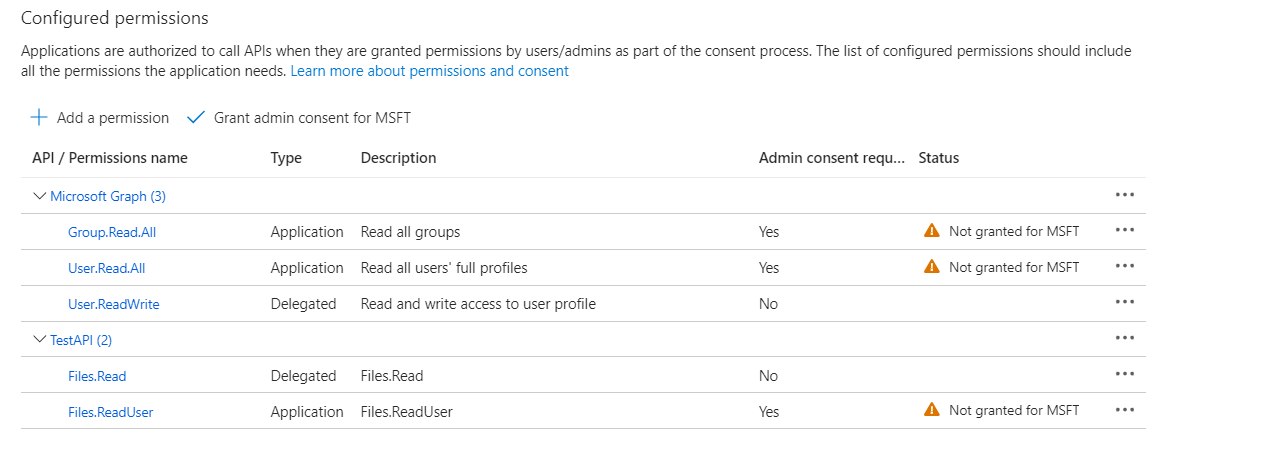 Configured permissions
Applications are authorized to call APIs when they are granted permissions by users/admins as part of the consent process. The list of configured permissions should include
all the permissions the application needs. Learn more about permissions and consent
Add a permission Grant admin consent for MSFT
API / Permissions name Type Description Admin consent requ... Status
Microsoft Graph (3)
Group.Read.All Application Read all groups Yes Not granted for MSFT
User.Read.All Application Read all users' full profiles Yes Not granted for MSFT
User.ReadWrite Delegated Read and write access to user profile No
TestAPI (2)
Files.Read Delegated Files.Read No
Files.ReadUser Application Files.ReadUser Yes Not granted for MSFT